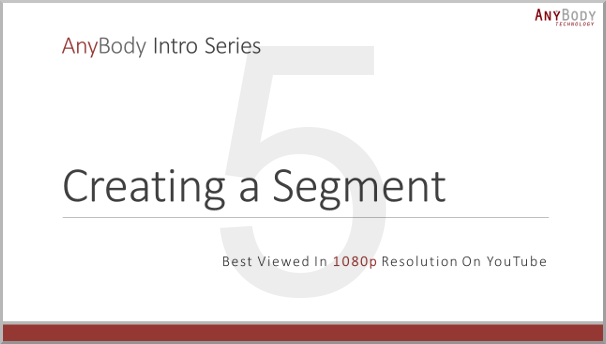 ANYBODY
TECHNOLOGY
AnyBody Intro Series
5
Creating a Segment
Best Viewed In 1080p Resolution On YouTube